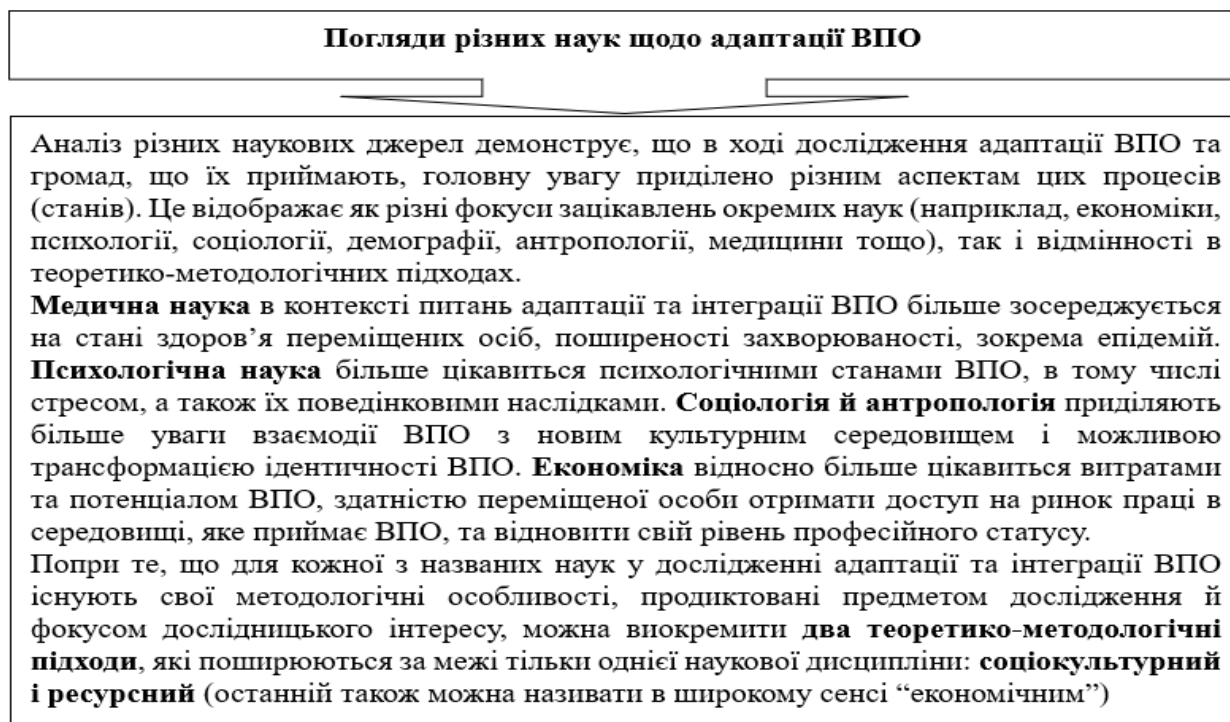 Погляди різних наук щодо адаптації ВПО
Аналіз різних наукових джерел демонструє, що в ході дослідження адаптації ВПО та
громад, що їх приймають, головну увагу приділено різним аспектам цих процесів
(станів). Це відображає як різні фокуси зацікавлень окремих наук (наприклад, економіки,
психології, соціології, демографії, антропології, медицини тощо), так і відмінності в
теоретико-методологічних підходах.
Медична наука в контексті питань адаптації та інтеграції ВПО більше зосереджується
на стані здоров’я переміщених осіб, поширеності захворюваності, зокрема епідемій.
Психологічна наука більше цікавиться психологічними станами ВПО, в тому числі
стресом, а також їх поведінковими наслідками. Соціологія й антропологія приділяють
більше уваги взаємодії ВПО з новим культурним середовищем і можливою
трансформацією ідентичності ВПО. Економіка відносно більше цікавиться витратами
та потенціалом ВПО, здатністю переміщеної особи отримати доступ на ринок праці в
середовищі, яке приймає ВПО, та відновити свій рівень професійного статусу.
Попри те, що для кожної з названих наук у дослідженні адаптації та інтеграції ВПО
існують свої методологічні особливості, продиктовані предметом дослідження й
фокусом дослідницького інтересу, можна виокремити два теоретико-методологічні
підходи, які поширюються за межі тільки однієї наукової дисципліни: соціокультурний
і ресурсний (останній також можна називати в широкому сенсі “економічним”)